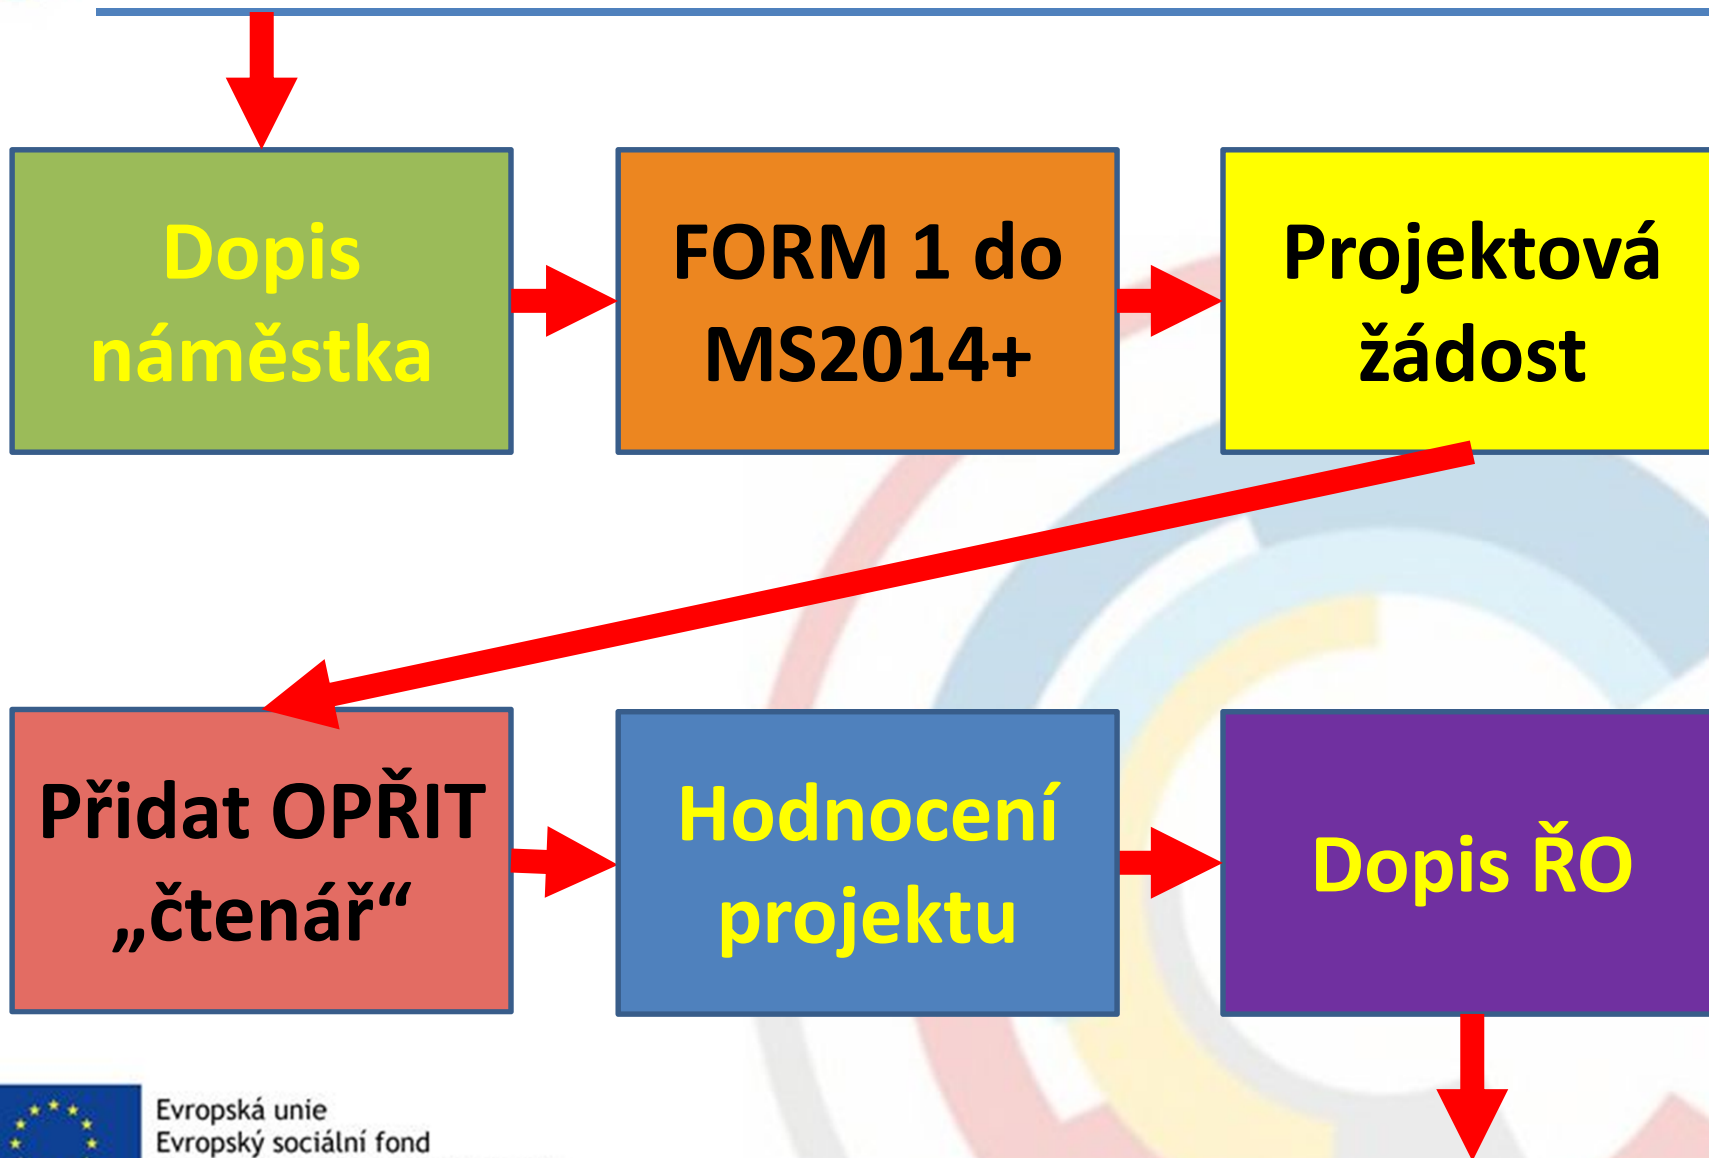 Dopis
náměstka
FORM 1 do
MS2014+
Projektová
žádost
Přidat OPŘIT
„čtenář“
Hodnocení
projektu
Dopis ŘO
Evropská unie
Evropský sociální fond